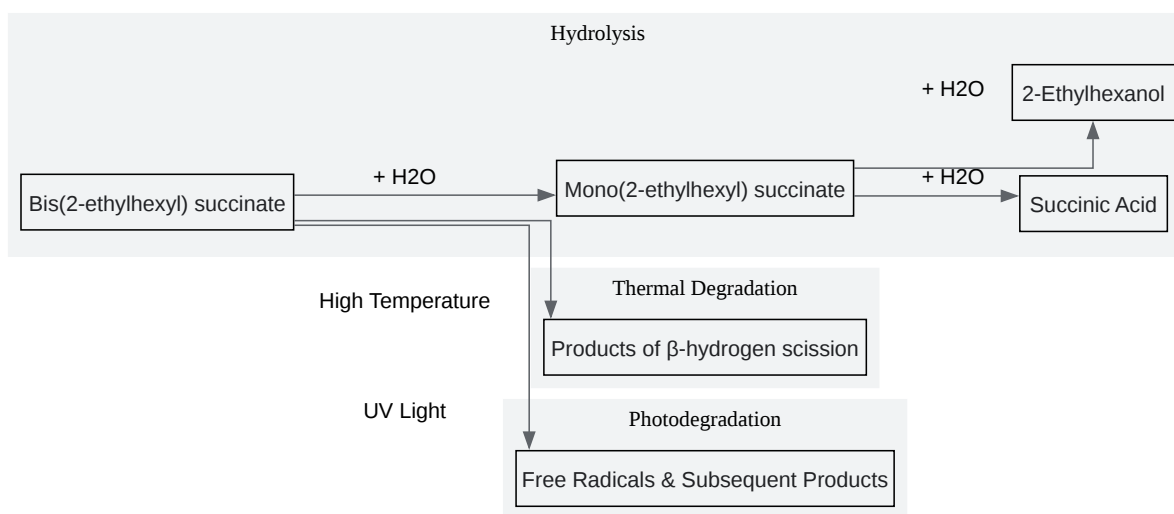 Hydrolysis
+ H2O
2-Ethylhexanol
Bis(2-ethylhexyl) succinate
+ H2O
Mono(2-ethylhexyl) succinate
+ H2O
Succinic Acid
High Temperature
Thermal Degradation
Products of β-hydrogen scission
UV Light
Photodegradation
Free Radicals & Subsequent Products